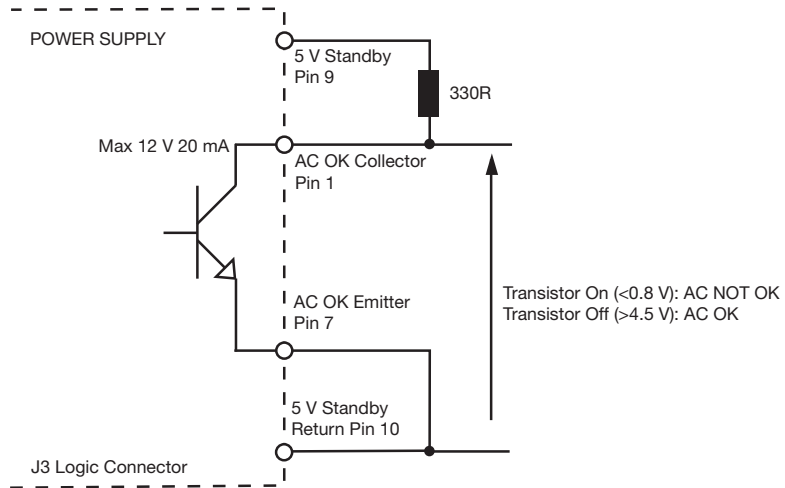 POWER SUPPLY
5 V Standby
Pin 9
330R
Max 12 V 20 mA
AC OK Collector
Pin 1
Transistor On (<0.8 V): AC NOT OK
Transistor Off (>4.5 V): AC OK
AC OK Emitter
Pin 7
5 V Standby
Return Pin 10
J3 Logic Connector